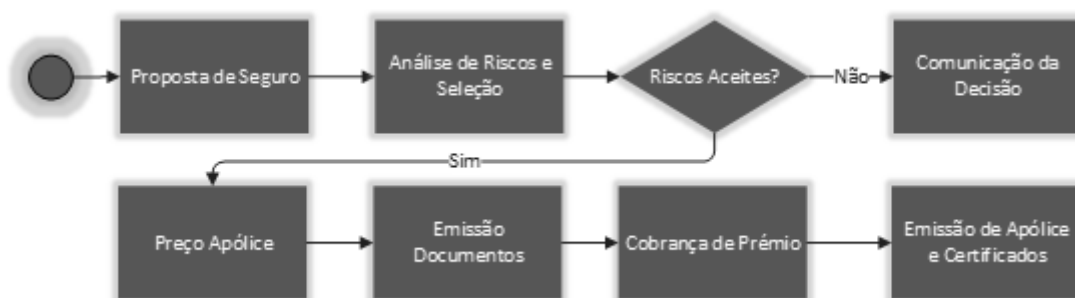 Proposta de Seguro
Análise de Riscos e
Seleção
Riscos Aceites?
Não
Comunicação da
Decisão
Sim
Preço Apólice
Emissão
Documentos
Cobrança de Prémio
Emissão de Apólice
e Certificados